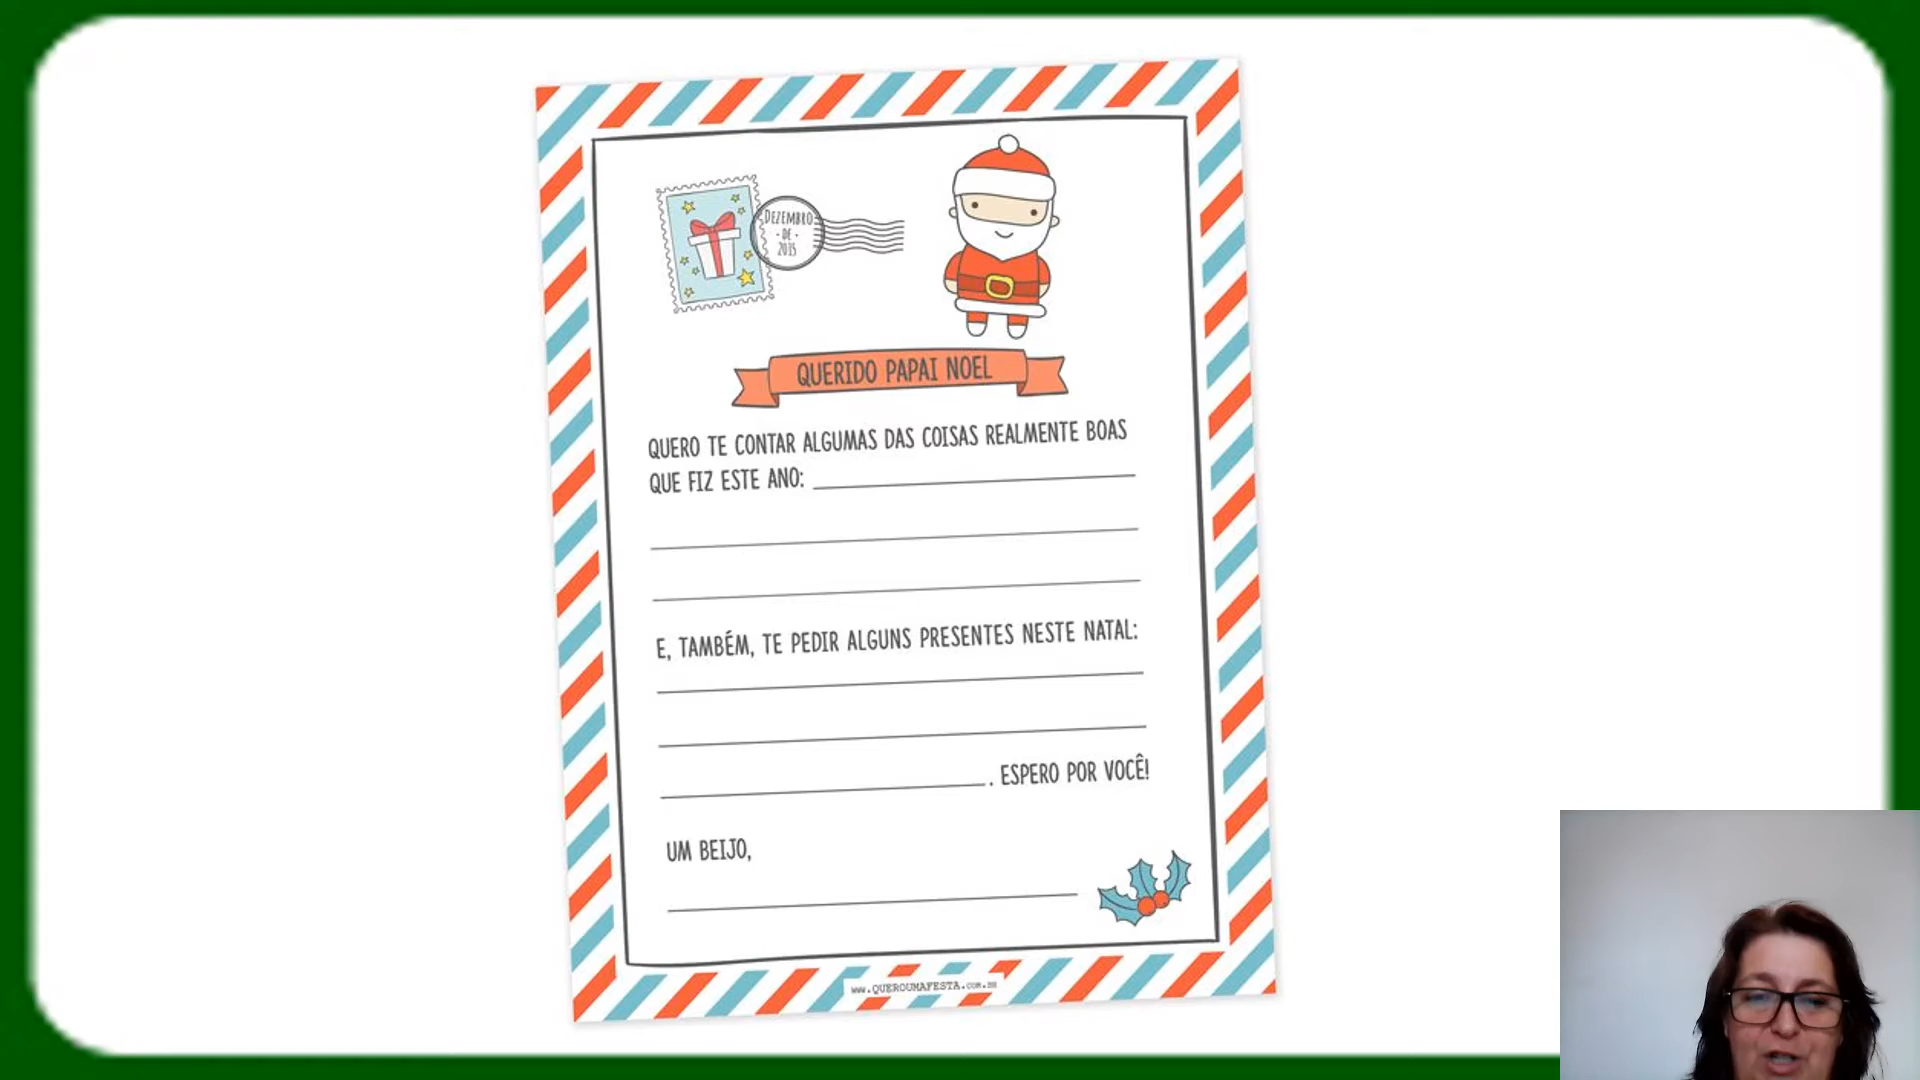 DEZEMBRO
· DE ·
2015
QUERIDO PAPAI NOEL
QUERO TE CONTAR ALGUMAS DAS COISAS REALMENTE BOAS
QUE FIZ ESTE ANO:
E, TAMBÉM, TE PEDIR ALGUNS PRESENTES NESTE NATAL:
. ESPERO POR VOCÊ!
UM BEIJO,
www.QUEROUMAFESTA.com.br